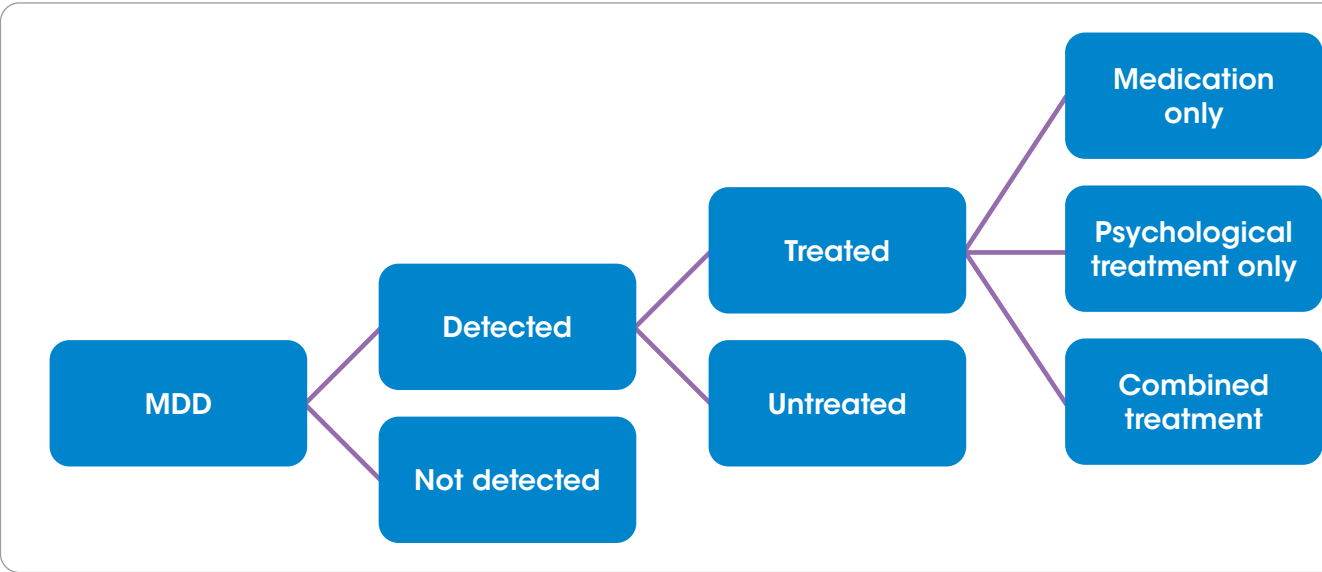 MDD
Detected
Not detected
Treated
Untreated
Medication
only
Psychological
treatment only
Combined
treatment